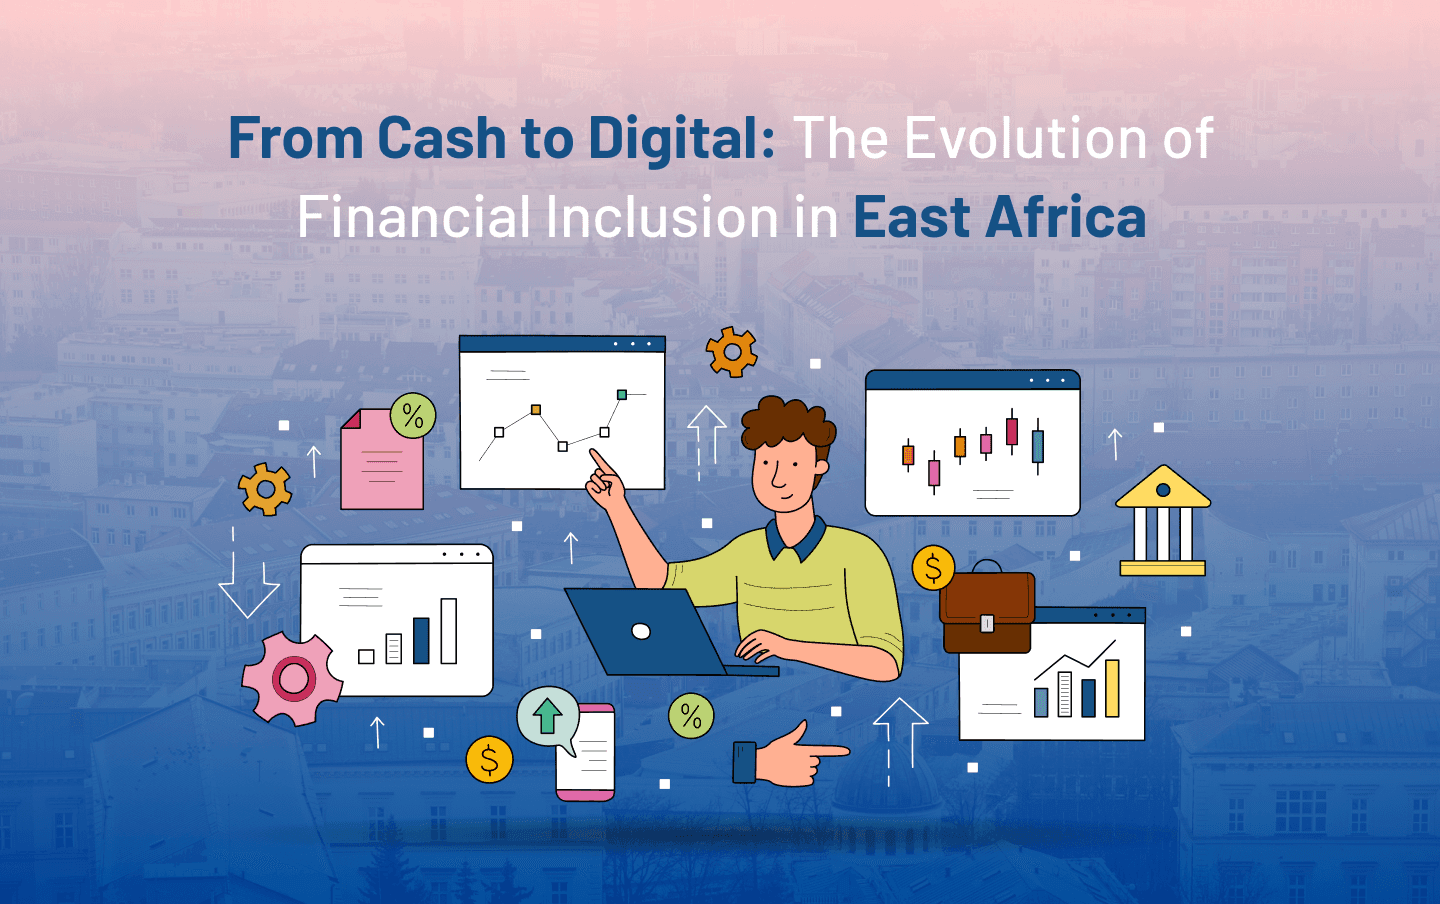 From Cash to Digital: The Evolution of
Financial Inclusion in East Africa
%
$
$
%